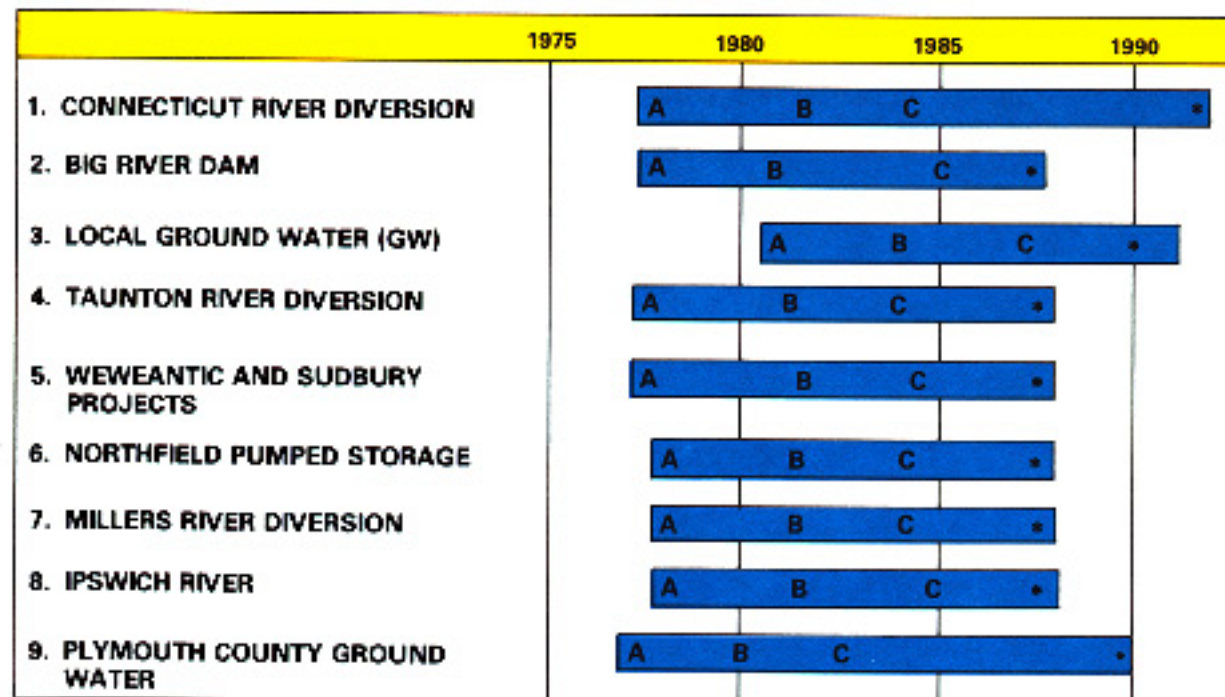 1975 1980 1985 1990
1. CONNECTICUT RIVER DIVERSION A B C *
2. BIG RIVER DAM A B C *
3. LOCAL GROUND WATER (GW) A B C *
4. TAUNTON RIVER DIVERSION A B C *
5. WEWEANTIC AND SUDBURY
PROJECTS A B C *
6. NORTHFIELD PUMPED STORAGE A B C *
7. MILLERS RIVER DIVERSION A B C *
8. IPSWICH RIVER A B C *
9. PLYMOUTH COUNTY GROUND
WATER A B C *